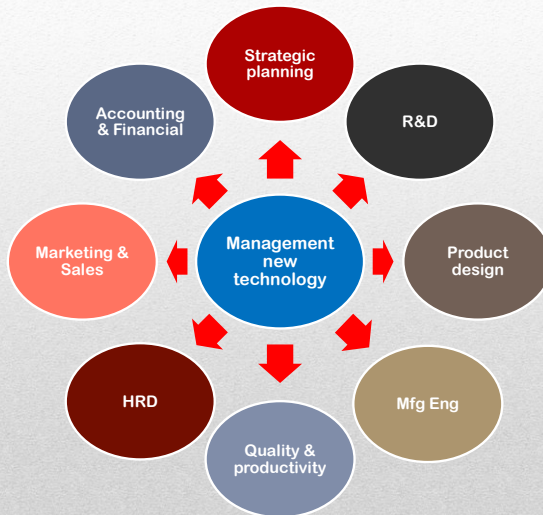 Strategic
planning
Accounting
& Financial
R&D
Marketing &
Sales
Management
new
technology
Product
design
HRD
Mfg Eng
Quality &
productivity